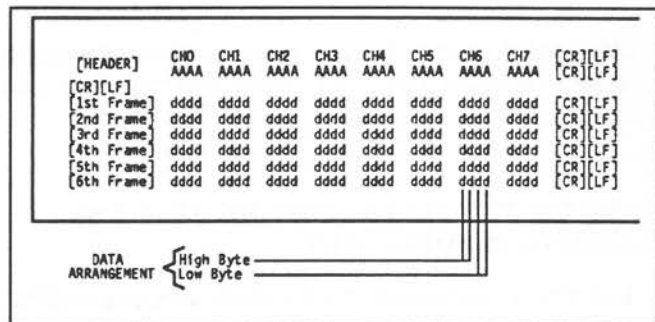 CH0 CH1 CH2 CH3 CH4 CH5 CH6 CH7 [CR][LF]
[HEADER] AAAA AAAA AAAA AAAA AAAA AAAA AAAA AAAA [CR][LF]
[CR][LF]
[1st Frame] dddd dddd dddd dddd dddd dddd dddd dddd [CR][LF]
[2nd Frame] dddd dddd dddd dddd dddd dddd dddd dddd [CR][LF]
[3rd Frame] dddd dddd dddd dddd dddd dddd dddd dddd [CR][LF]
[4th Frame] dddd dddd dddd dddd dddd dddd dddd dddd [CR][LF]
[5th Frame] dddd dddd dddd dddd dddd dddd dddd dddd [CR][LF]
[6th Frame] dddd dddd dddd dddd dddd dddd dddd dddd [CR][LF]
DATA ARRANGEMENT
High Byte
Low Byte